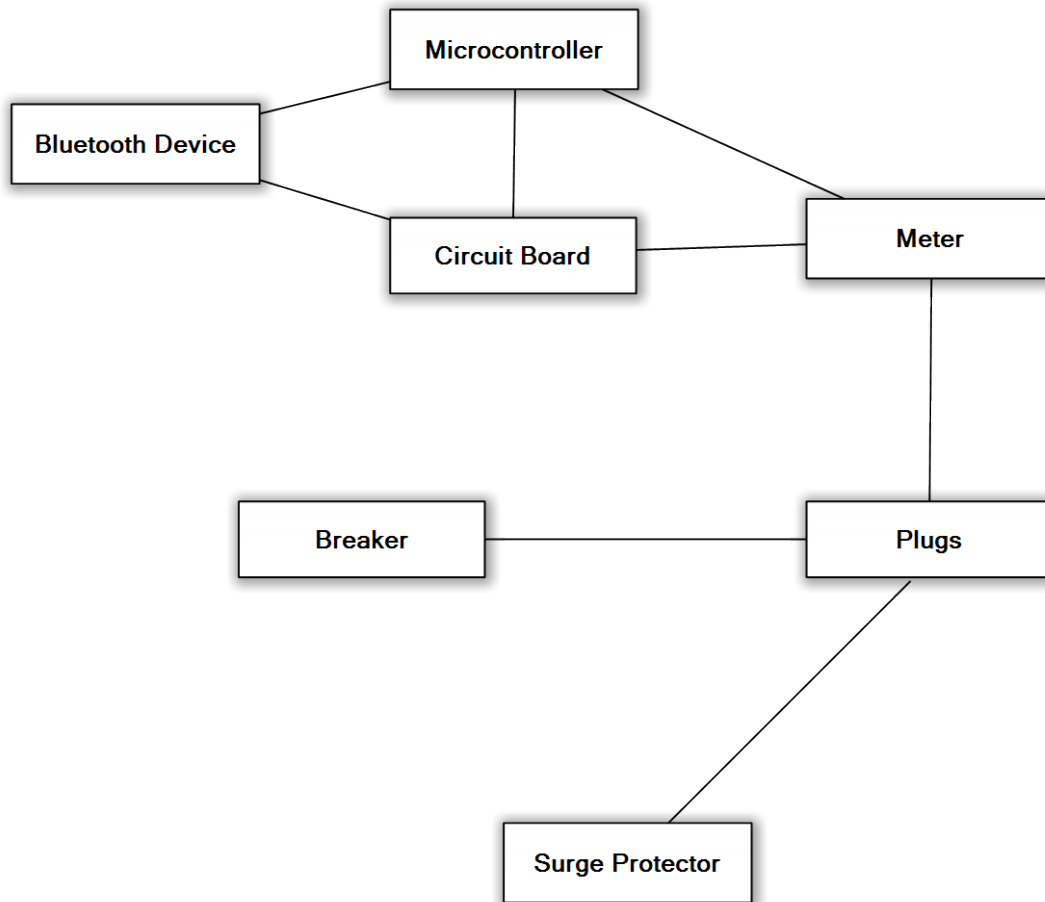 Microcontroller
Bluetooth Device
Meter
Circuit Board
Breaker
Plugs
Surge Protector